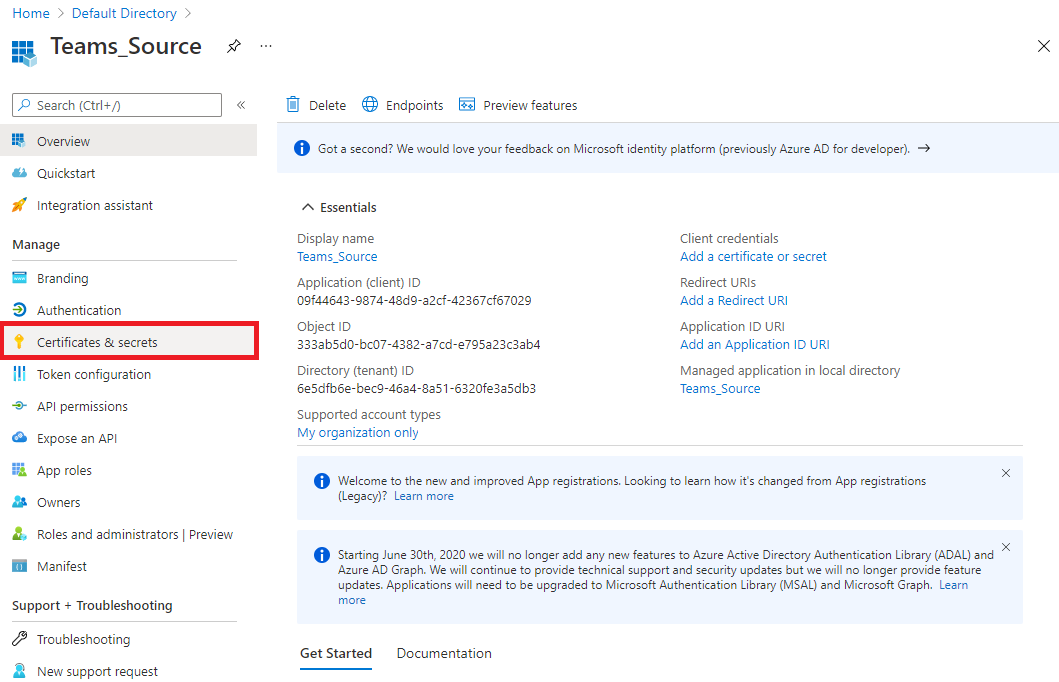 Home > Default Directory >
Teams_Source
...
Search (Ctrl+/)
«
Overview
Quickstart
Integration assistant
Manage
Branding
Authentication
Certificates & secrets
Token configuration
API permissions
Expose an API
App roles
Owners
Roles and administrators | Preview
Manifest
Support + Troubleshooting
Troubleshooting
New support request
Delete
Endpoints
Preview features
Got a second? We would love your feedback on Microsoft identity platform (previously Azure AD for developer). →
Essentials
Display name
Teams_Source
Application (client) ID
09f44643-9874-48d9-a2cf-42367cf67029
Object ID
333ab5d0-bc07-4382-a7cd-e795a23c3ab4
Directory (tenant) ID
6e5dfb6e-bec9-46a4-8a51-6320fe3a5db3
Supported account types
My organization only
Client credentials
Add a certificate or secret
Redirect URIs
Add a Redirect URI
Application ID URI
Add an Application ID URI
Managed application in local directory
Teams_Source
Welcome to the new and improved App registrations. Looking to learn how it's changed from App registrations
(Legacy)? Learn more
Starting June 30th, 2020 we will no longer add any new features to Azure Active Directory Authentication Library (ADAL) and
Azure AD Graph. We will continue to provide technical support and security updates but we will no longer provide feature
updates. Applications will need to be upgraded to Microsoft Authentication Library (MSAL) and Microsoft Graph. Learn
more
Get Started
Documentation